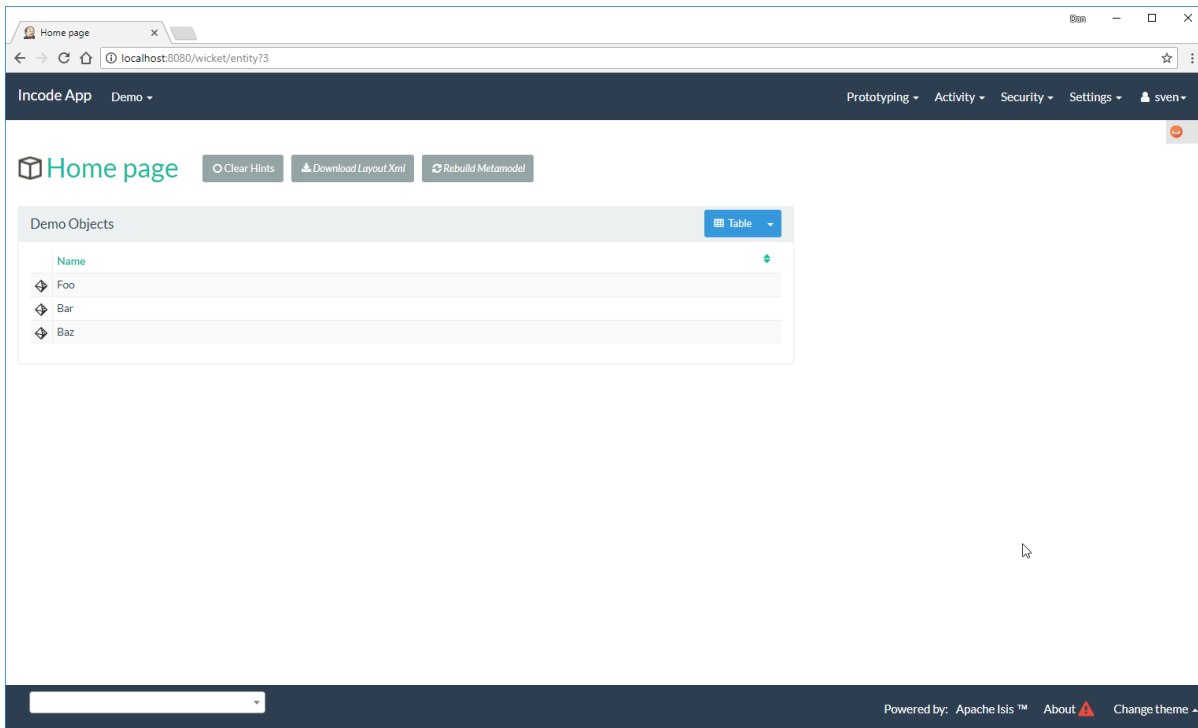 Dan
Home page
localhost:8080/wicket/entity?3
Incode App Demo Prototyping Activity Security Settings sven
Home page Clear Hints Download Layout Xml Rebuild Metamodel
Demo Objects Table
Name
Foo
Bar
Baz
Powered by: Apache Isis ™ About Change theme